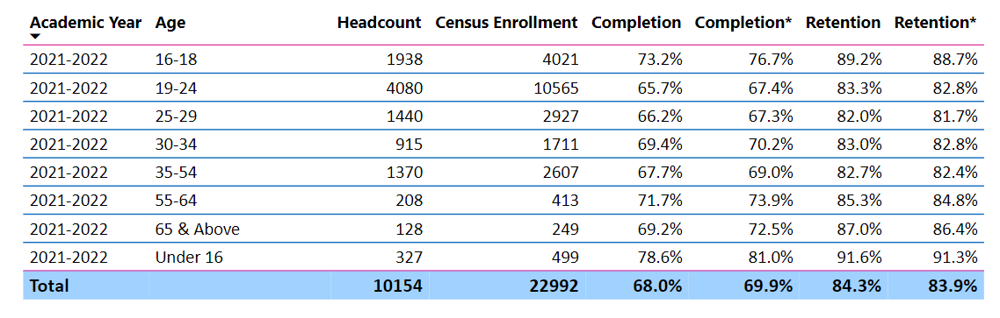 Academic Year Age Headcount Census Enrollment Completion Completion* Retention Retention*
2021-2022 16-18 1938 4021 73.2% 76.7% 89.2% 88.7%
2021-2022 19-24 4080 10565 65.7% 67.4% 83.3% 82.8%
2021-2022 25-29 1440 2927 66.2% 67.3% 82.0% 81.7%
2021-2022 30-34 915 1711 69.4% 70.2% 83.0% 82.8%
2021-2022 35-54 1370 2607 67.7% 69.0% 82.7% 82.4%
2021-2022 55-64 208 413 71.7% 73.9% 85.3% 84.8%
2021-2022 65 & Above 128 249 69.2% 72.5% 87.0% 86.4%
2021-2022 Under 16 327 499 78.6% 81.0% 91.6% 91.3%
Total 10154 22992 68.0% 69.9% 84.3% 83.9%